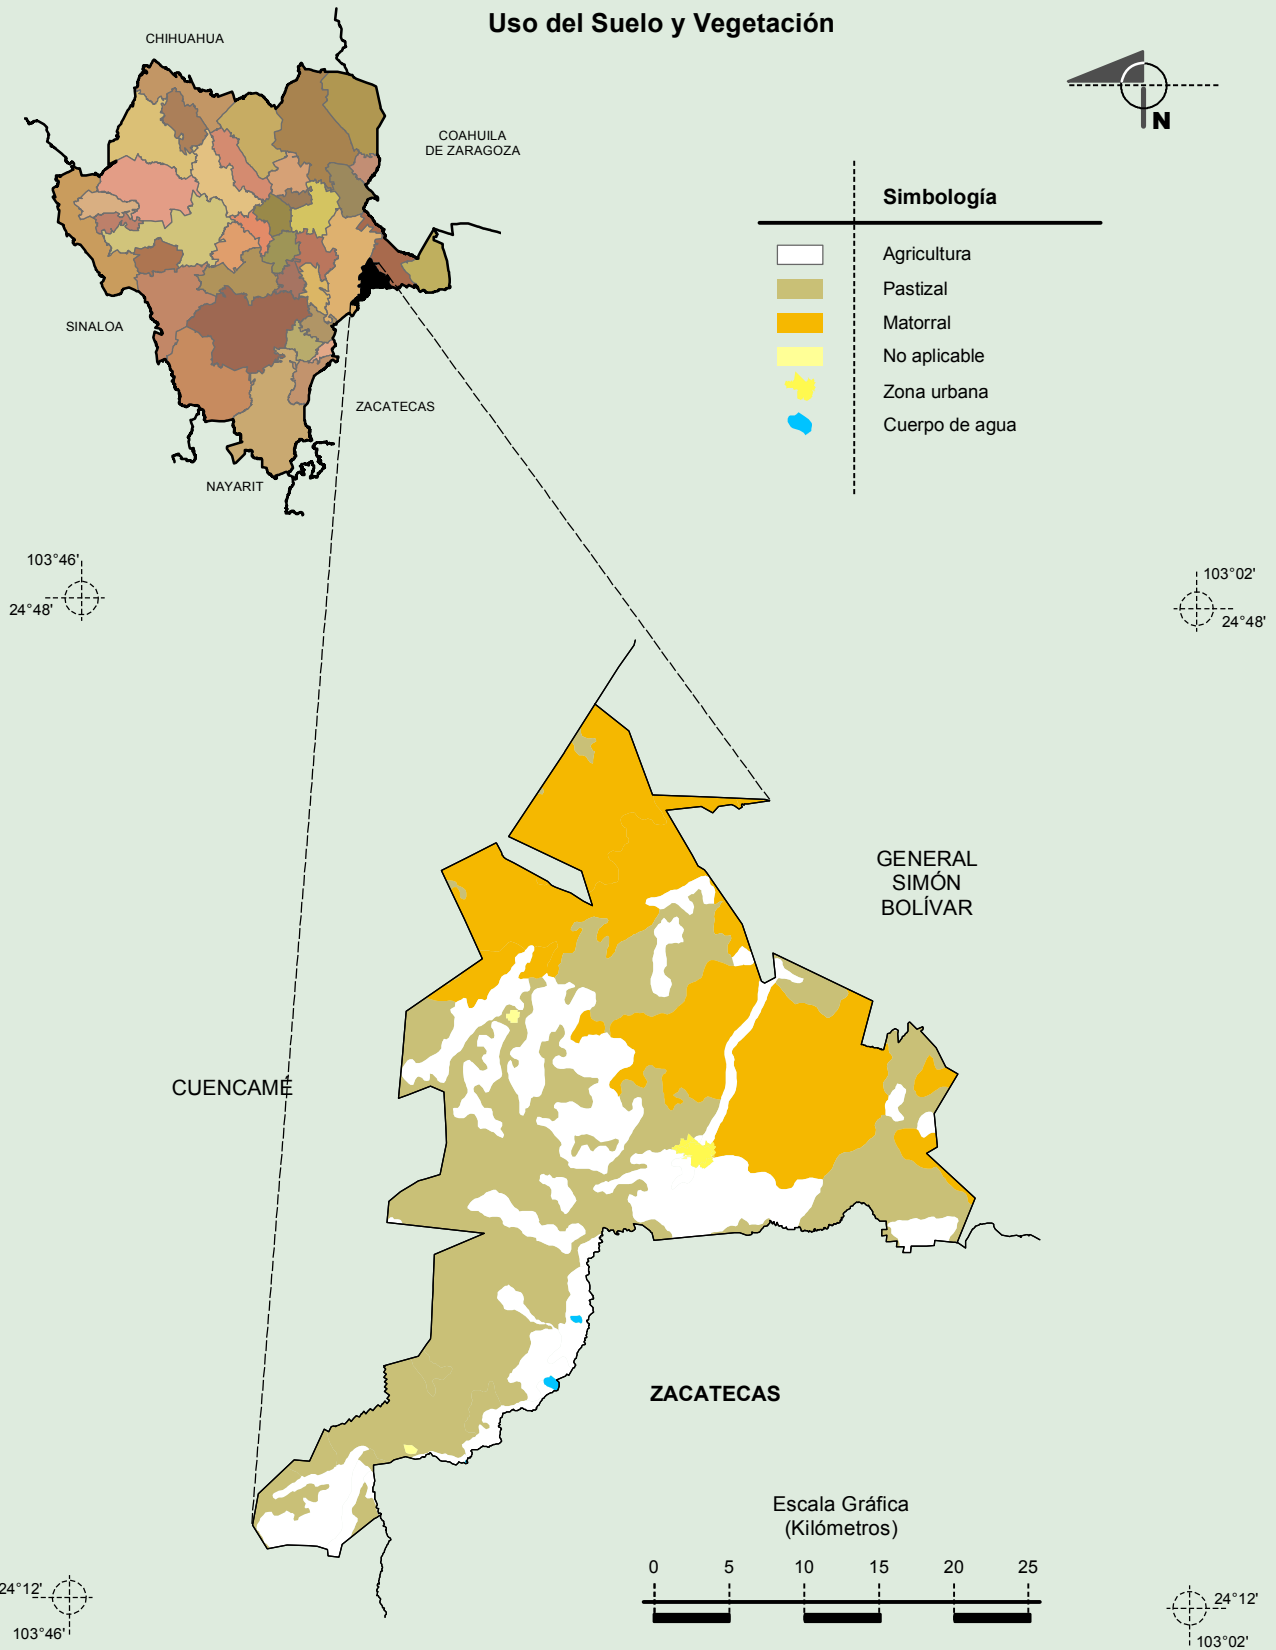 Uso del Suelo y Vegetación
CHIHUAHUA
COAHUILA
DE ZARAGOZA
SINALOA
ZACATECAS
NAYARIT
N
Simbología
Agricultura
Pastizal
Matorral
No aplicable
Zona urbana
Cuerpo de agua
103°46'
24°48'
103°02'
24°48'
GENERAL
SIMÓN
BOLÍVAR
CUENCAMÉ
ZACATECAS
Escala Gráfica
(Kilómetros)
0 5 10 15 20 25
24°12'
103°46'
24°12'
103°02'